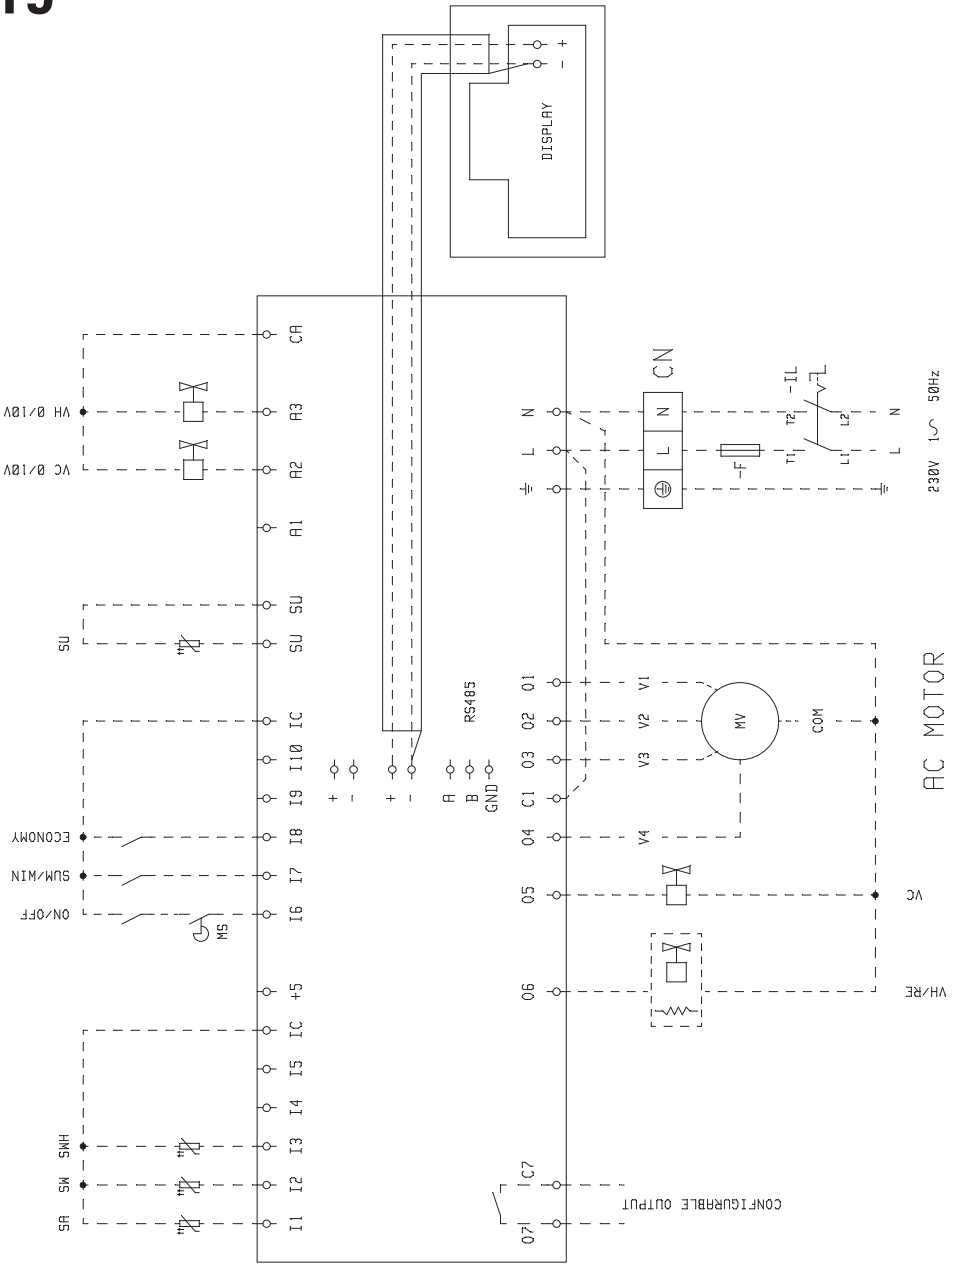 +
-
DISPLAY
VH 0/10V
VC 0/10V
SU
ECONOMY
SUM/WIN
ON/OFF
MS
HWS
SW
SA
CA
A3
A2
A1
SU
SU
IC
I10
I9
I8
I7
I6
+5
IC
I5
I4
I3
I2
I1
+
-
+
-
A
B
GND
RS485
N
L
O1
O2
O3
C1
O4
O5
O6
C7
O7
CN
N
L
-F
-IL
T2
T1
L2
L1
N
L
230V 1~ 50Hz
V1
V2
V3
V4
MV
COM
AC MOTOR
VC
VH/RE
CONFIGURABLE OUTPUT